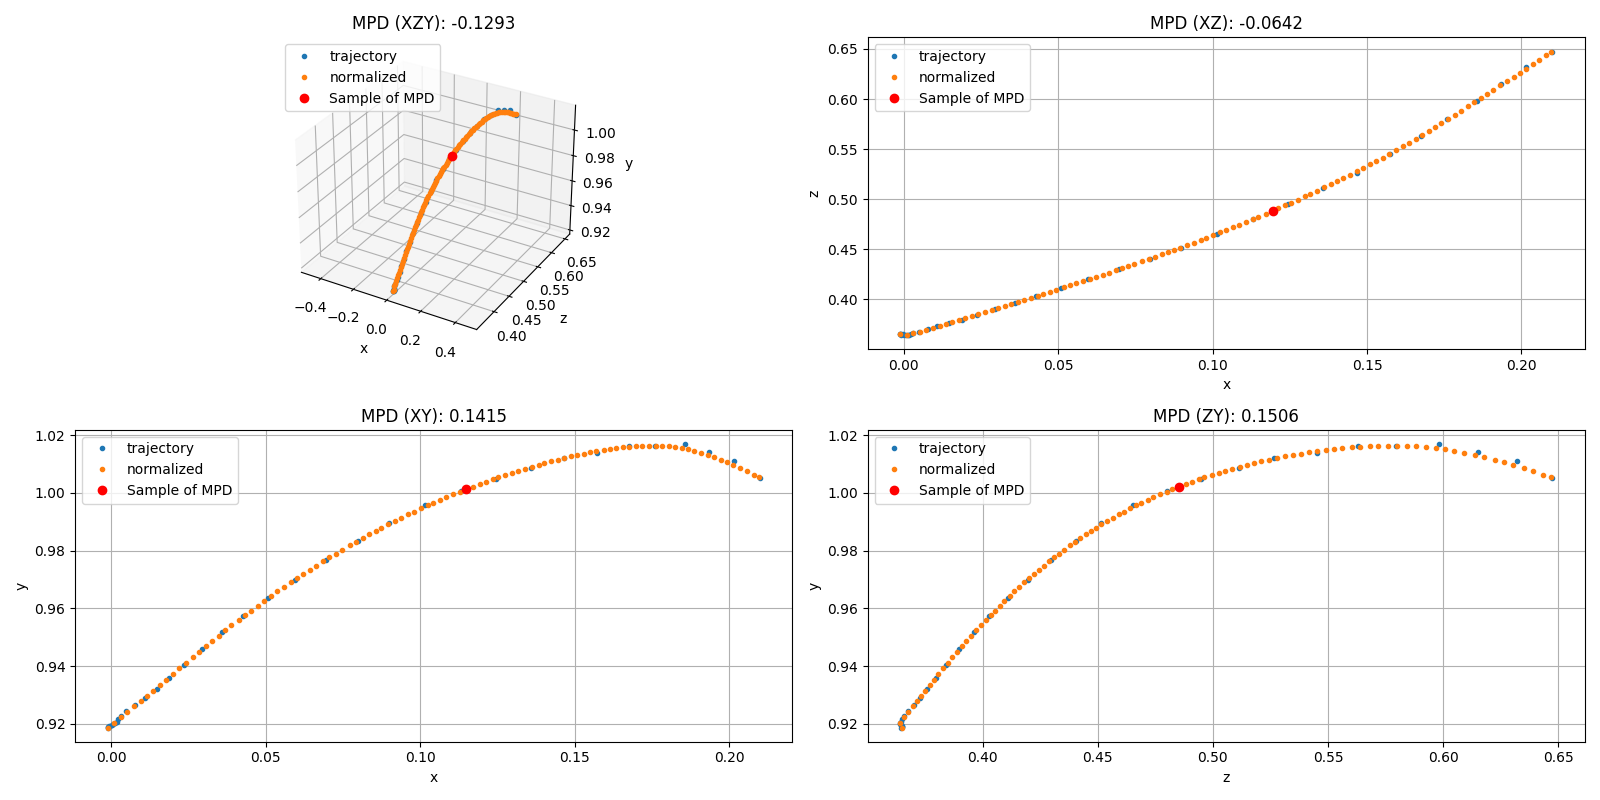 MPD (XZY): -0.1293
trajectory
normalized
Sample of MPD
1.00
0.98
0.96
0.94
0.92
y
0.65
0.60
0.55
0.50
0.45
0.40
z
−0.4
−0.2
0.0
0.2
0.4
x
MPD (XZ): -0.0642
trajectory
normalized
Sample of MPD
0.65
0.60
0.55
0.50
0.45
0.40
z
0.00 0.05 0.10 0.15 0.20
x
MPD (XY): 0.1415
trajectory
normalized
Sample of MPD
1.02
1.00
0.98
0.96
0.94
0.92
y
0.00 0.05 0.10 0.15 0.20
x
MPD (ZY): 0.1506
trajectory
normalized
Sample of MPD
1.02
1.00
0.98
0.96
0.94
0.92
y
0.40 0.45 0.50 0.55 0.60 0.65
z